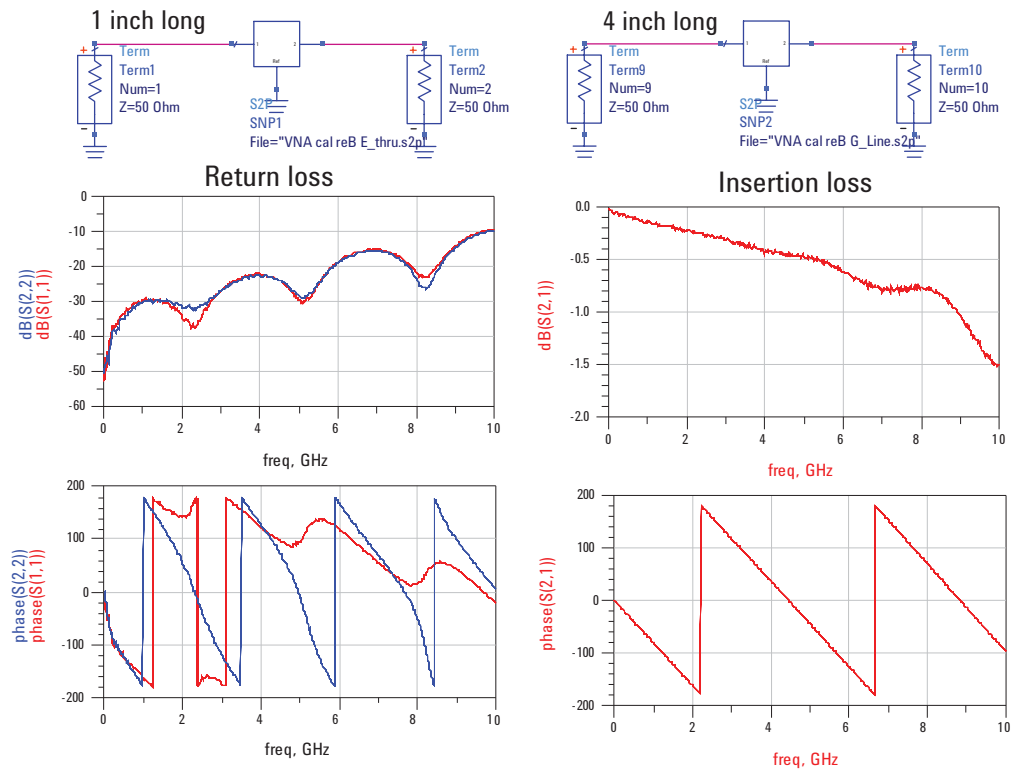 1 inch long
+
Term
Term1
Num=1
Z=50 Ohm
-
1
2
Ref
S2P
SNP1
File="VNA cal reB E_thru.s2p
+
Term
Term2
Num=2
Z=50 Ohm
-
4 inch long
+
Term
Term9
Num=9
Z=50 Ohm
-
1
2
Ref
S2P
SNP2
File="VNA cal reB G_Line.s2p"
+
Term
Term10
Num=10
Z=50 Ohm
-
Return loss
dB(S(2,2))
dB(S(1,1))
0
-10
-20
-30
-40
-50
-60
0 2 4 6 8 10
freq, GHz
Insertion loss
dB(S(2,1))
0.0
-0.5
-1.0
-1.5
-2.0
0 2 4 6 8 10
freq, GHz
phase(S(2,2))
phase(S(1,1))
200
100
0
-100
-200
0 2 4 6 8 10
freq, GHz
phase(S(2,1))
200
100
0
-100
-200
0 2 4 6 8 10
freq, GHz